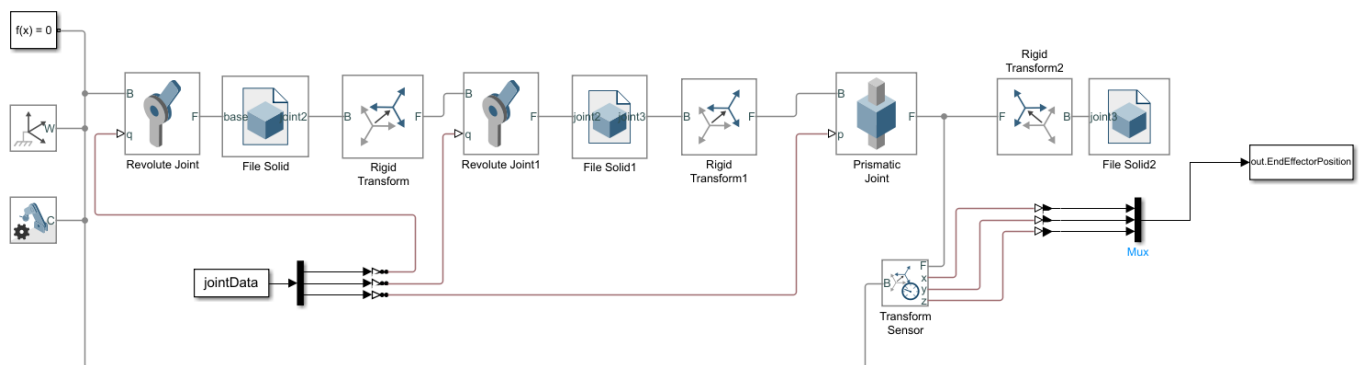 f(x) = 0
W
C
B
q
F
Revolute Joint
base
joint2
File Solid
B
F
Rigid
Transform
B
q
F
Revolute Joint1
joint2
joint3
File Solid1
B
F
Rigid
Transform1
B
p
F
Prismatic
Joint
Rigid
Transform2
F
B
joint3
File Solid2
out.EndEffectorPosition
jointData
Mux
B
F
x
y
z
Transform
Sensor